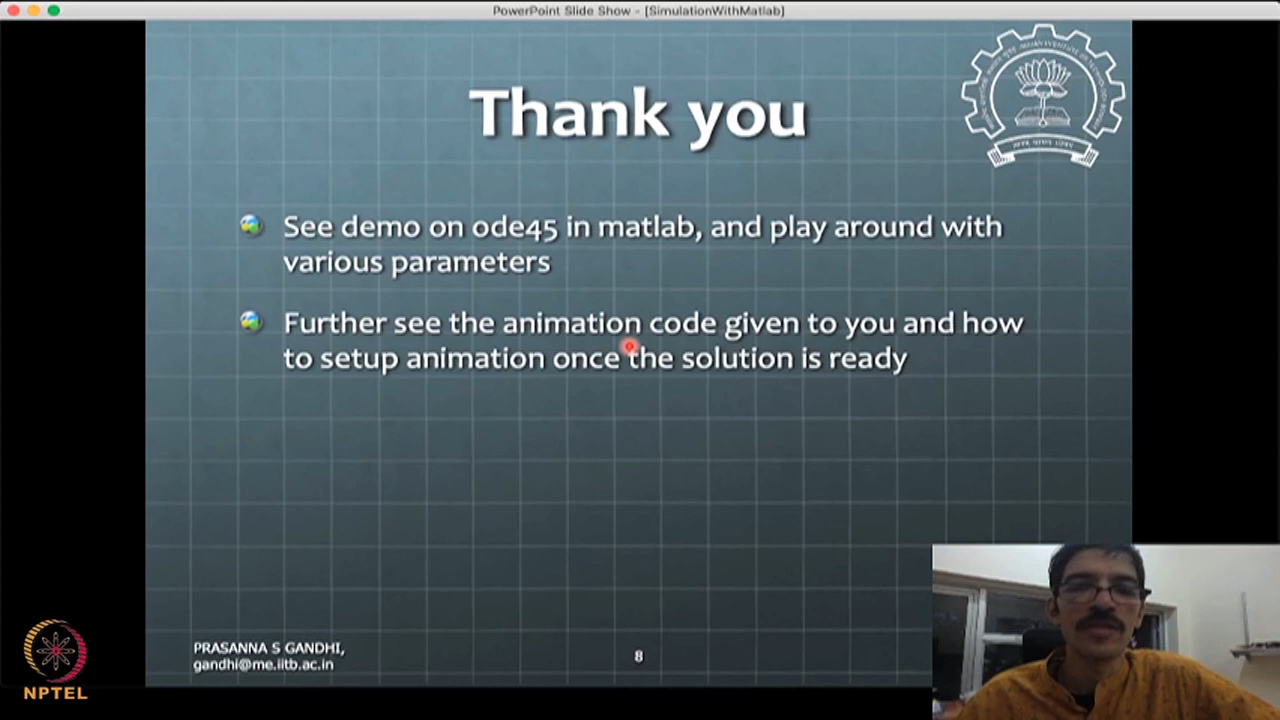 PowerPoint Slide Show - [SimulationWithMatlab]
Thank you
See demo on ode45 in matlab, and play around with
various parameters
Further see the animation code given to you and how
to setup animation once the solution is ready
PRASANNA S GANDHI,
gandhi@me.iitb.ac.in
8
NPTEL